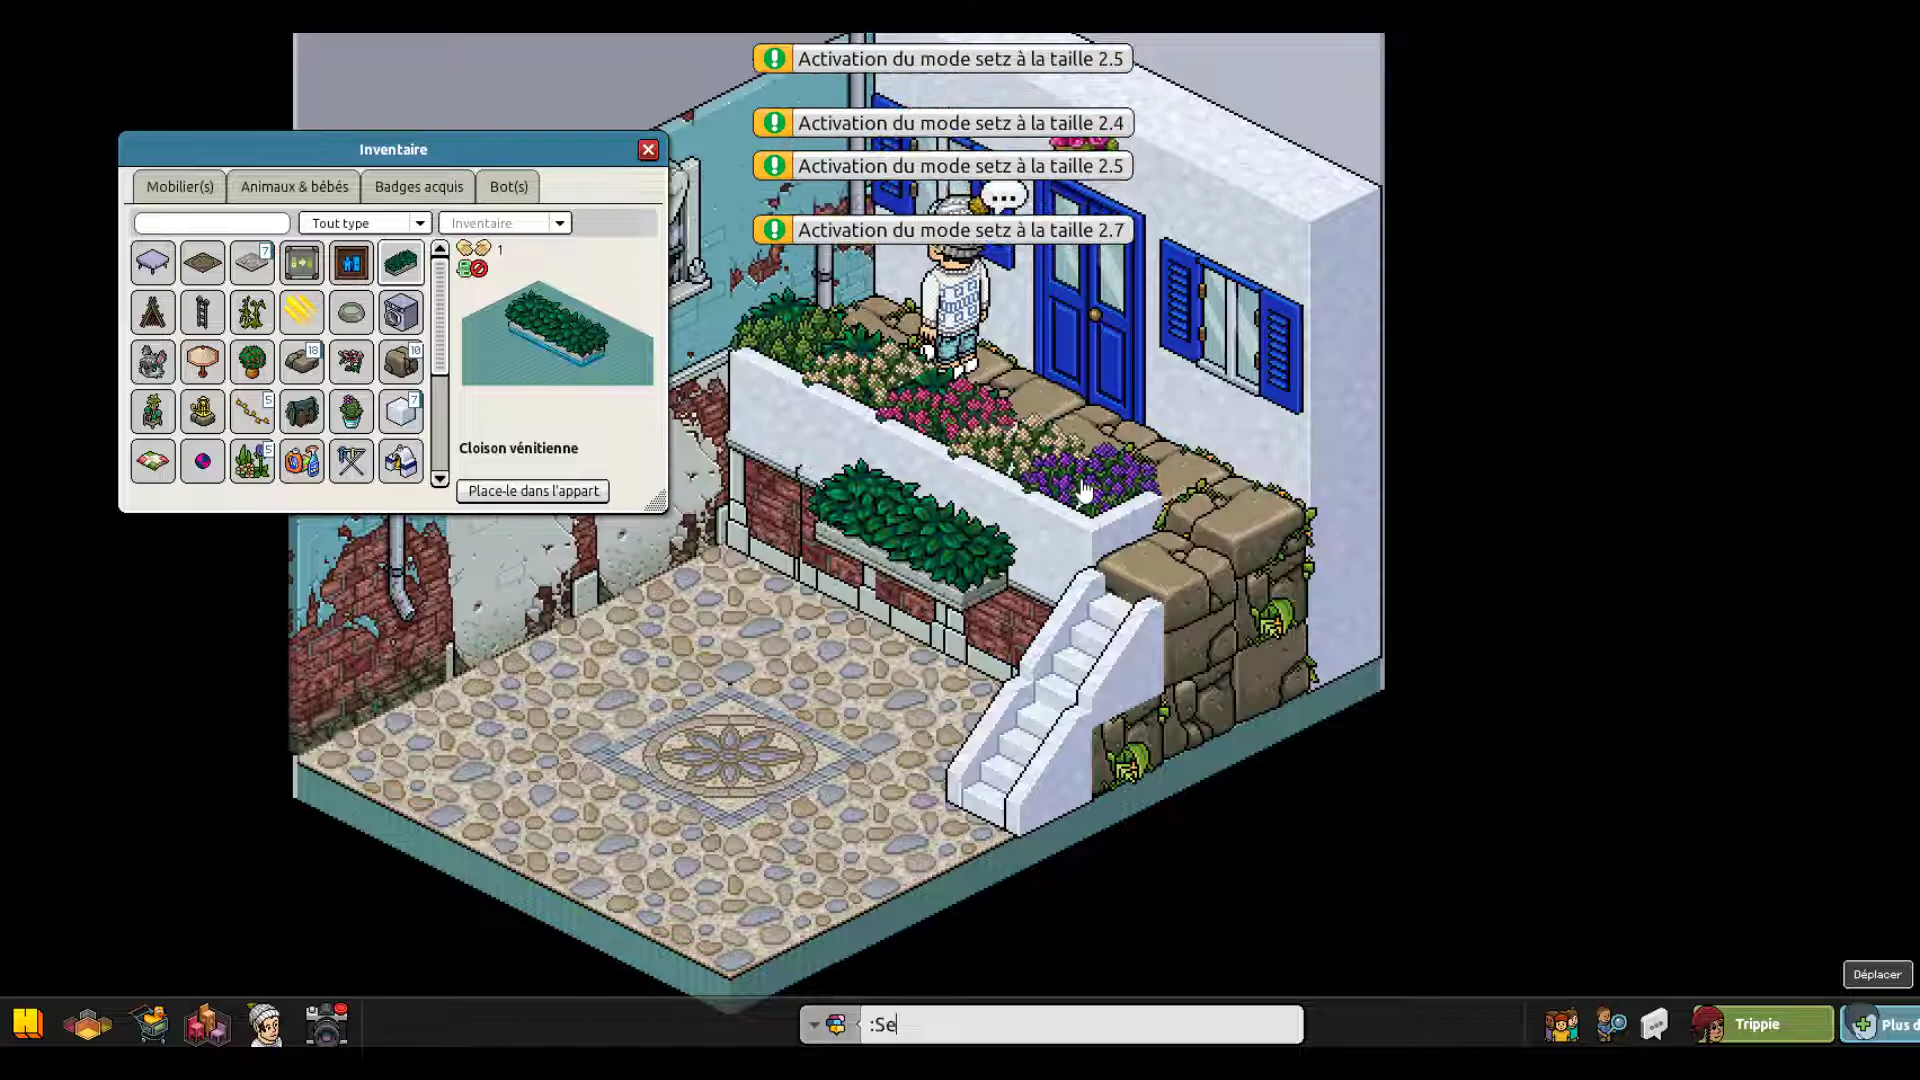 Activation du mode setz à la taille 2.5
Activation du mode setz à la taille 2.4
Activation du mode setz à la taille 2.5
Activation du mode setz à la taille 2.7
Inventaire
Mobilier(s) Animaux & bébés Badges acquis Bot(s)
Tout type Inventaire
1
7
18 10
5 7
5
Cloison vénitienne
Place-le dans l'appart
Déplacer
:Se
Trippie
Plus d